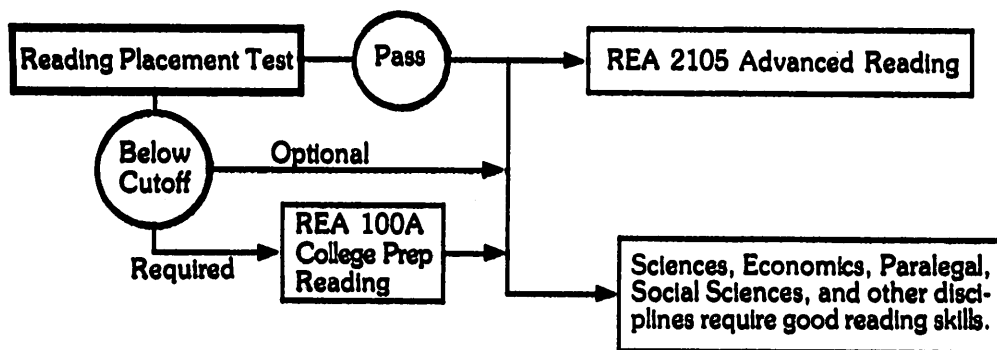 Reading Placement Test
Pass
REA 2105 Advanced Reading
Below
Cutoff
Optional
REA 100A
College Prep
Reading
Required
Sciences, Economics, Paralegal,
Social Sciences, and other disci-
plines require good reading skills.